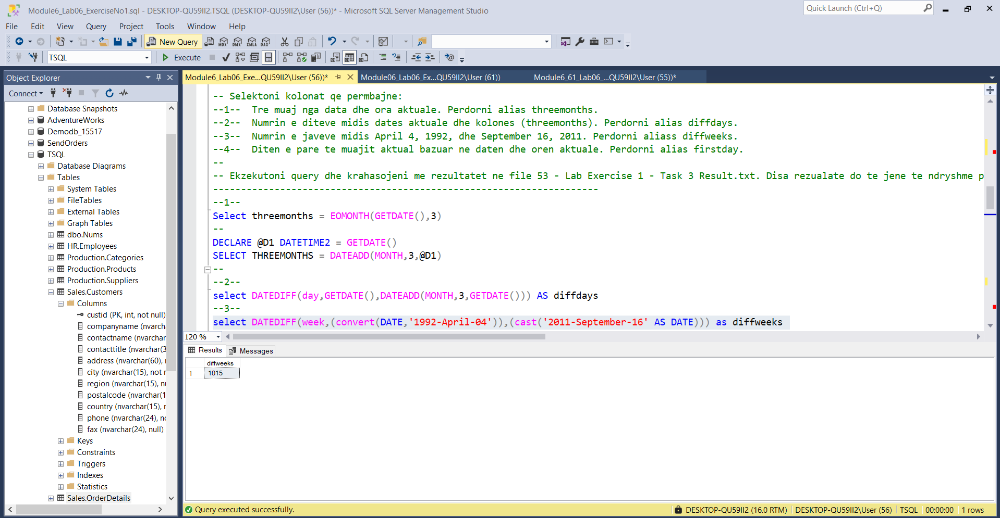 Module6_Lab06_ExerciseNo1.sql - DESKTOP-QU59II2.TSQL (DESKTOP-QU59II2\User (56))* - Microsoft SQL Server Management Studio
Quick Launch (Ctrl+Q)
File Edit View Query Project Tools Window Help
New Query MDX DMX XMLA DAX
TSQL Execute
Object Explorer
Connect
Database Snapshots
AdventureWorks
Demodb_15517
SendOrders
TSQL
Database Diagrams
Tables
System Tables
FileTables
External Tables
Graph Tables
dbo.Nums
HR.Employees
Production.Categories
Production.Products
Production.Suppliers
Sales.Customers
Columns
custid (PK, int, not null)
companyname (nvarch
contactname (nvarchar
contacttitle (nvarchar(3
address (nvarchar(60),
city (nvarchar(15), not r
region (nvarchar(15), nu
postalcode (nvarchar(1
country (nvarchar(15), r
phone (nvarchar(24), no
fax (nvarchar(24), null)
Keys
Constraints
Triggers
Indexes
Statistics
Sales.OrderDetails
Module6_Lab06_Exe...QU59II2\User (56))* Module06_Lab06_Ex...QU59II2\User (61)) Module6_61_Lab06_...QU59II2\User (55))*
-- Selektoni kolonat qe permbajne:
--1-- Tre muaj nga data dhe ora aktuale. Perdorni alias threemonths.
--2-- Numrin e diteve midis dates aktuale dhe kolones (threemonths). Perdorni alias diffdays.
--3-- Numrin e javeve midis April 4, 1992, dhe September 16, 2011. Perdorni aliass diffweeks.
--4-- Diten e pare te muajit aktual bazuar ne daten dhe oren aktuale. Perdorni alias firstday.
--
-- Ekzekutoni query dhe krahasojeni me rezultatet ne file 53 - Lab Exercise 1 - Task 3 Result.txt. Disa rezualate do te jene te ndryshme p
---------------------------------------------------------------------
--1--
Select threemonths = EOMONTH(GETDATE(),3)
--
DECLARE @D1 DATETIME2 = GETDATE()
SELECT THREEMONTHS = DATEADD(MONTH,3,@D1)
--
--2--
select DATEDIFF(day,GETDATE(),DATEADD(MONTH,3,GETDATE())) AS diffdays
--3--
select DATEDIFF(week,(convert(DATE,'1992-April-04')),(cast('2011-September-16' AS DATE))) as diffweeks
120 %
Results Messages
diffweeks
1 1015
Query executed successfully. DESKTOP-QU59II2 (16.0 RTM) DESKTOP-QU59II2\User (56) TSQL 00:00:00 1 rows